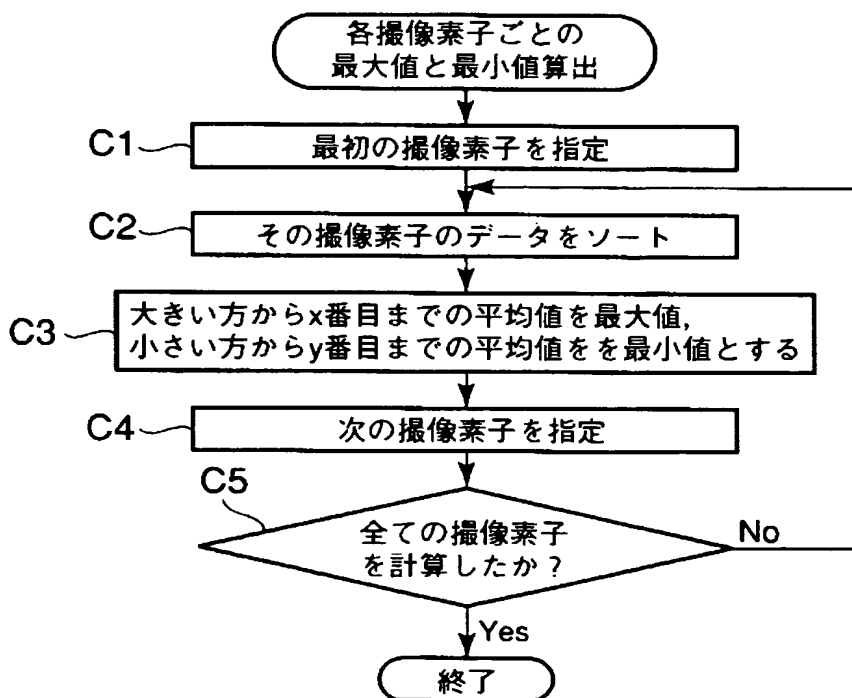 各撮像素子ごとの
最大値と最小値算出
C1
最初の撮像素子を指定
C2
その撮像素子のデータをソート
C3
大きい方からx番目までの平均値を最大値,
小さい方からy番目までの平均値をを最小値とする
C4
次の撮像素子を指定
C5
全ての撮像素子
を計算したか?
No
Yes
終了